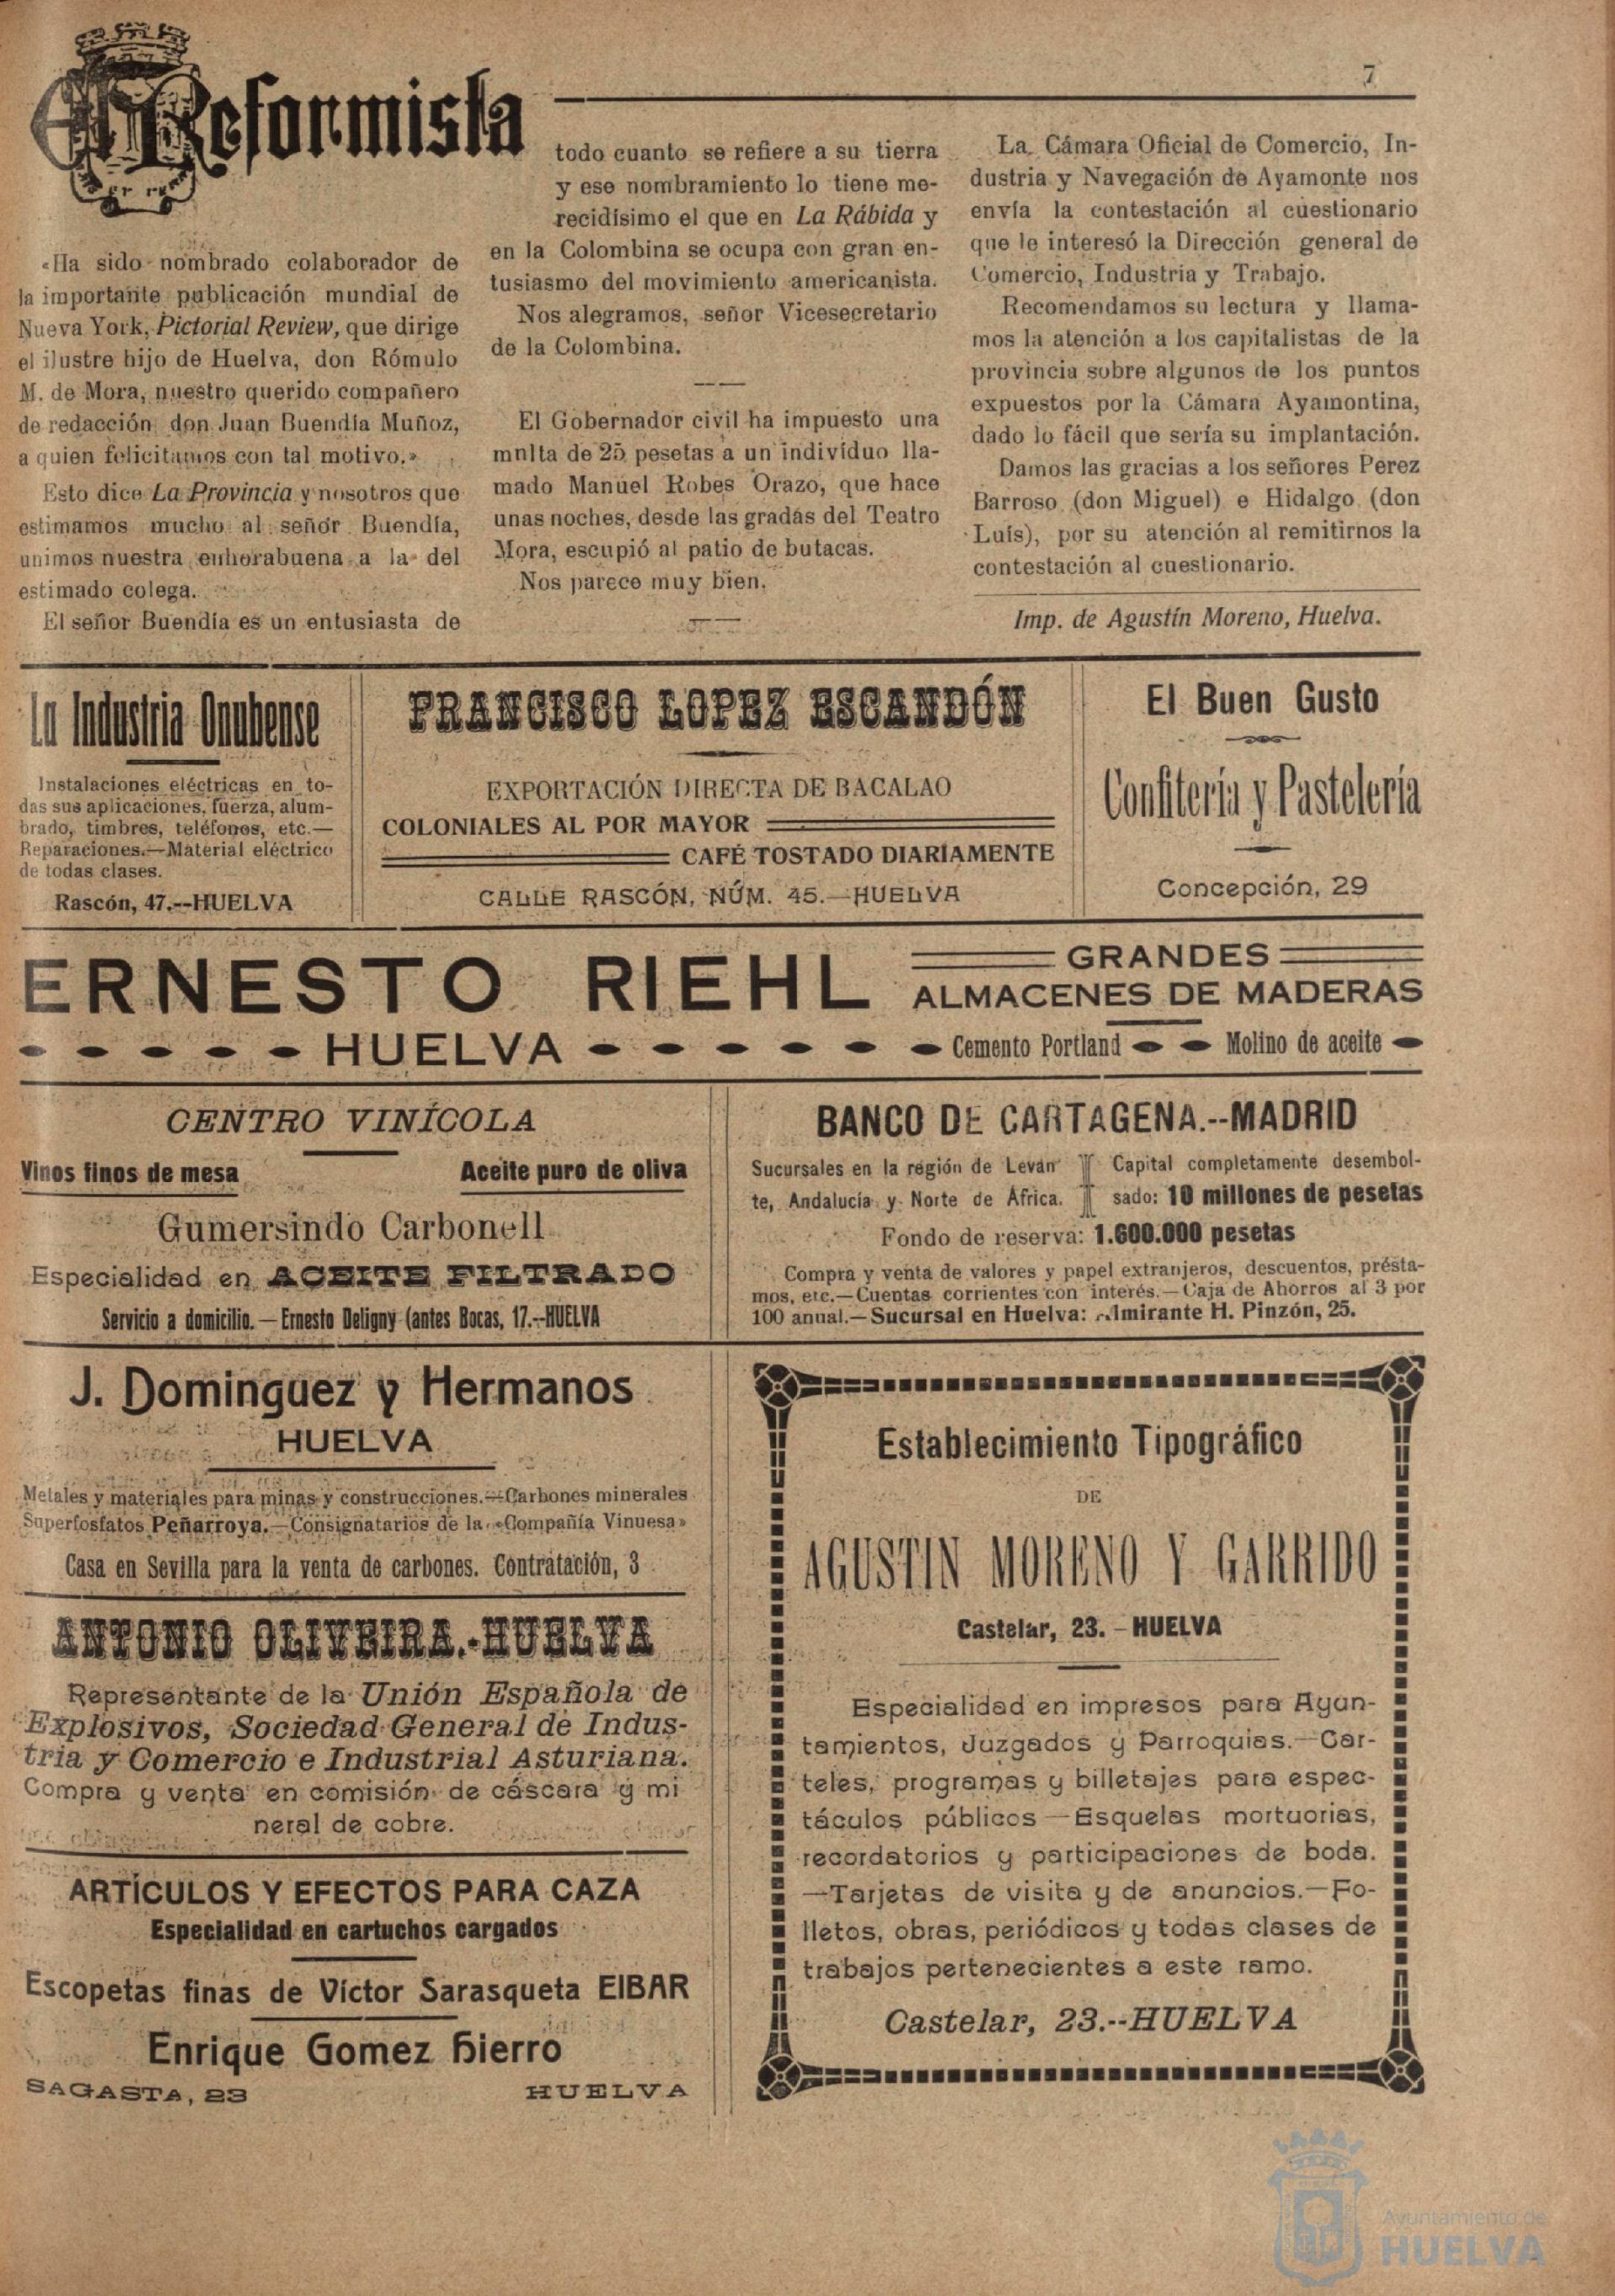 7
El Reformista
«Ha sido nombrado colaborador de
la importante publicación mundial de
Nueva York, Pictorial Review, que dirige
el ilustre hijo de Huelva, don Rómulo
M. de Mora, nuestro querido compañero
de redacción don Juan Buendía Muñoz,
a quien felicitamos con tal motivo.»
Esto dice La Provincia y nosotros que
estimamos mucho al señor Buendía,
unimos nuestra enhorabuena a la del
estimado colega.
El señor Buendía es un entusiasta de
todo cuanto se refiere a su tierra
y ese nombramiento lo tiene me-
recidísimo el que en La Rábida y
en la Colombina se ocupa con gran en-
tusiasmo del movimiento americanista.
Nos alegramos, señor Vicesecretario
de la Colombina.
El Gobernador civil ha impuesto una
mnlta de 25 pesetas a un indivíduo lla-
mado Manuel Robes Orazo, que hace
unas noches, desde las gradas del Teatro
Mora, escupió al patio de butacas.
Nos parece muy bien.
La Cámara Oficial de Comercio, In-
dustria y Navegación de Ayamonte nos
envía la contestación al cuestionario
que le interesó la Dirección general de
Comercio, Industria y Trabajo.
Recomendamos su lectura y llama-
mos la atención a los capitalistas de la
provincia sobre algunos de los puntos
expuestos por la Cámara Ayamontina,
dado lo fácil que sería su implantación.
Damos las gracias a los señores Perez
Barroso (don Miguel) e Hidalgo (don
Luís), por su atención al remitirnos la
contestación al cuestionario.
Imp. de Agustín Moreno, Huelva.
La Industria Onubense
Instalaciones eléctricas en to-
das sus aplicaciones, fuerza, alum-
brado, timbres, teléfonos, etc.—
Reparaciones.—Material eléctrico
de todas clases.
Rascón, 47.--HUELVA
FRANCISCO LOPEZ ESCANDÓN
EXPORTACIÓN DIRECTA DE BACALAO
COLONIALES AL POR MAYOR
CAFÉ TOSTADO DIARIAMENTE
CALLE RASCÓN, NÚM. 45.—HUELVA
El Buen Gusto
Confitería y Pastelería
Concepción, 29
ERNESTO RIEHL
HUELVA
GRANDES
ALMACENES DE MADERAS
Cemento Portland Molino de aceite
CENTRO VINÍCOLA
Vinos finos de mesa Aceite puro de oliva
Gumersindo Carbonell
Especialidad en ACEITE FILTRADO
Servicio a domicilio.—Ernesto Deligny (antes Bocas, 17.--HUELVA
BANCO DE CARTAGENA.--MADRID
Sucursales en la región de Levan
te, Andalucía y Norte de África.
Capital completamente desembol-
sado: 10 millones de pesetas
Fondo de reserva: 1.600.000 pesetas
Compra y venta de valores y papel extranjeros, descuentos, présta-
mos, etc.—Cuentas corrientes con interés.—Caja de Ahorros al 3 por
100 anual.—Sucursal en Huelva: Almirante H. Pinzón, 25.
J. Dominguez y Hermanos
HUELVA
Metales y materiales para minas y construcciones.—Carbones minerales
Superfosfatos Peñarroya.—Consignatarios de la «Compañía Vinuesa»
Casa en Sevilla para la venta de carbones. Contratación, 3
ANTONIO OLIVEIRA.-HUELVA
Representante de la Unión Española de
Explosivos, Sociedad General de Indus-
tria y Comercio e Industrial Asturiana.
Compra y venta en comisión de cáscara y mi
neral de cobre.
ARTÍCULOS Y EFECTOS PARA CAZA
Especialidad en cartuchos cargados
Escopetas finas de Victor Sarasqueta EIBAR
Enrique Gomez Hierro
SAGASTA, 23 HUELVA
Establecimiento Tipográfico
DE
AGUSTIN MORENO Y GARRIDO
Castelar, 23. - HUELVA
Especialidad en impresos para Ayun-
tamientos, Juzgados y Parroquias.—Car-
teles, programas y billetajes para espec-
táculos públicos—Esquelas mortuorias,
recordatorios y participaciones de boda.
—Tarjetas de visita y de anuncios.—Fo-
lletos, obras, periódicos y todas clases de
trabajos pertenecientes a este ramo.
Castelar, 23.--HUELVA
Ayuntamiento de
HUELVA